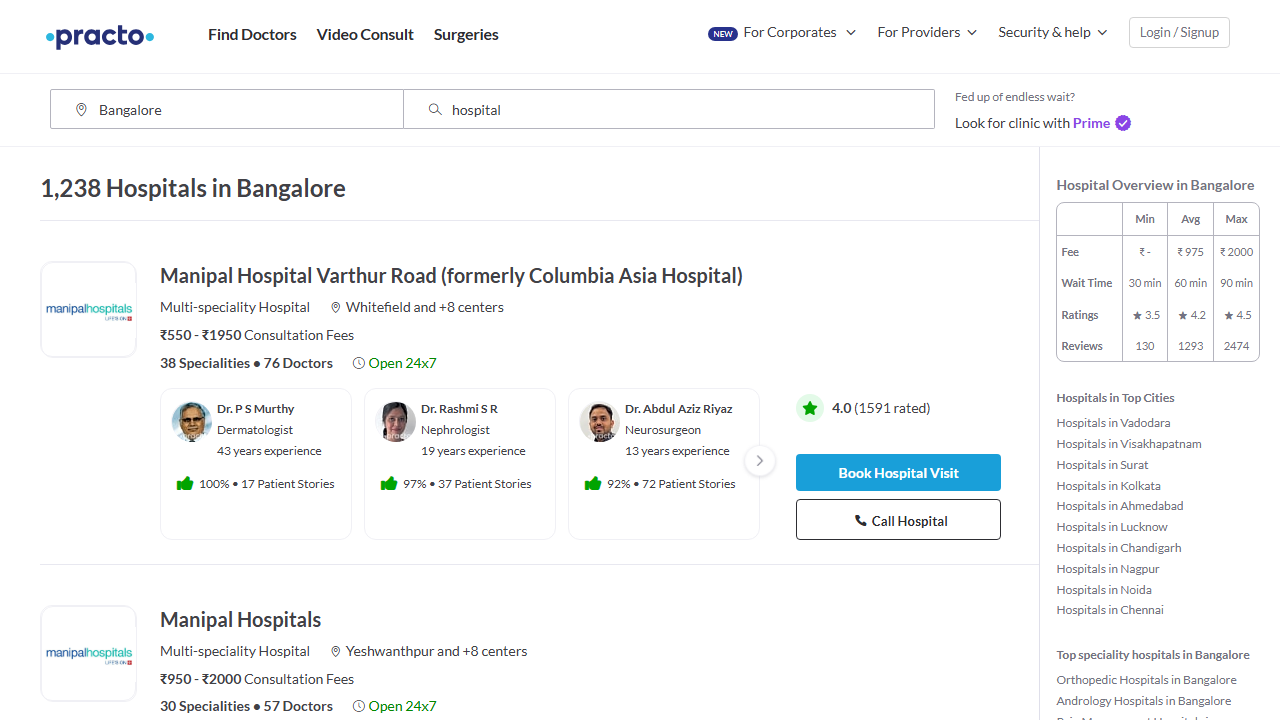 practo
Find Doctors Video Consult Surgeries
NEW For Corporates For Providers Security & help Login / Signup
Bangalore
hospital
Fed up of endless wait?
Look for clinic with Prime
1,238 Hospitals in Bangalore
manipalhospitals
LIFE'S ON
Manipal Hospital Varthur Road (formerly Columbia Asia Hospital)
Multi-speciality Hospital Whitefield and +8 centers
₹550 - ₹1950 Consultation Fees
38 Specialities ● 76 Doctors Open 24x7
Dr. P S Murthy
Dermatologist
43 years experience
100% • 17 Patient Stories
Dr. Rashmi S R
Nephrologist
19 years experience
97% • 37 Patient Stories
Dr. Abdul Aziz Riyaz
Neurosurgeon
13 years experience
92% • 72 Patient Stories
4.0 (1591 rated)
Book Hospital Visit
Call Hospital
manipalhospitals
LIFE'S ON
Manipal Hospitals
Multi-speciality Hospital Yeshwanthpur and +8 centers
₹950 - ₹2000 Consultation Fees
30 Specialities ● 57 Doctors Open 24x7
Hospital Overview in Bangalore
Min Avg Max
Fee ₹ - ₹ 975 ₹ 2000
Wait Time 30 min 60 min 90 min
Ratings ★ 3.5 ★ 4.2 ★ 4.5
Reviews 130 1293 2474
Hospitals in Top Cities
Hospitals in Vadodara
Hospitals in Visakhapatnam
Hospitals in Surat
Hospitals in Kolkata
Hospitals in Ahmedabad
Hospitals in Lucknow
Hospitals in Chandigarh
Hospitals in Nagpur
Hospitals in Noida
Hospitals in Chennai
Top speciality hospitals in Bangalore
Orthopedic Hospitals in Bangalore
Andrology Hospitals in Bangalore